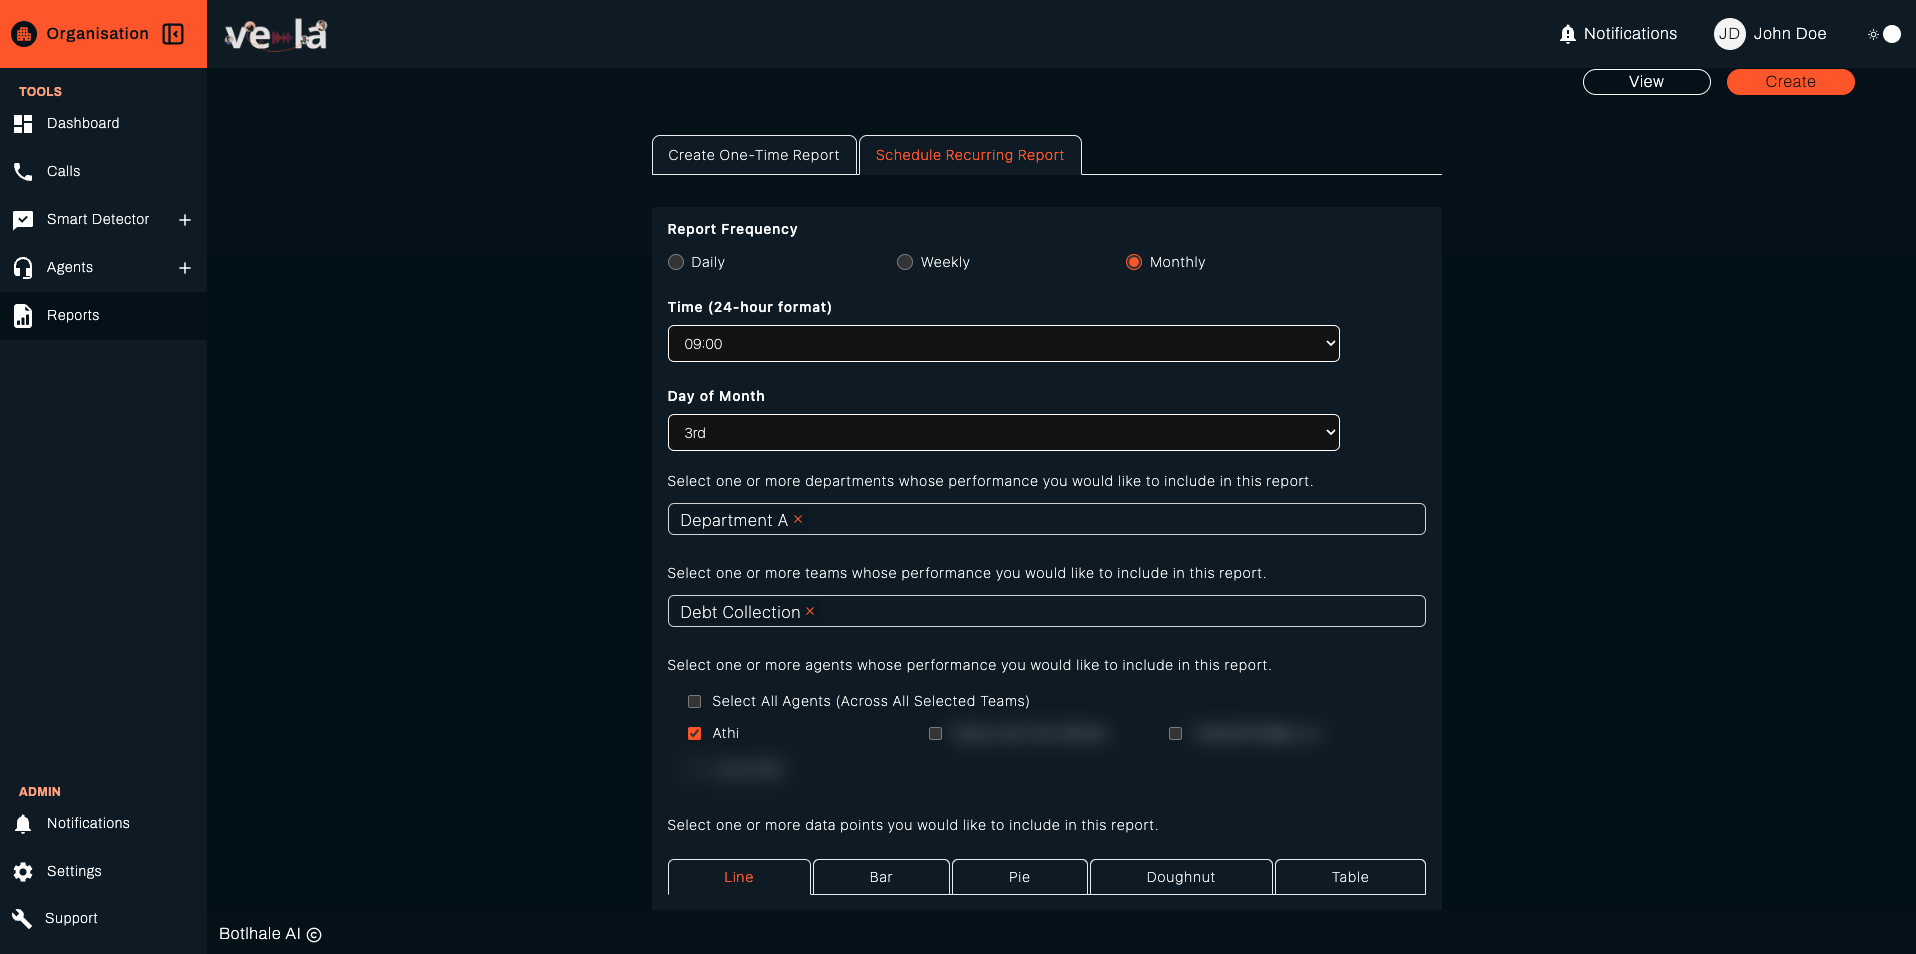 Organisation
vela
Notifications
JD John Doe
View
Create
TOOLS
Dashboard
Calls
Smart Detector
Agents
Reports
Create One-Time Report
Schedule Recurring Report
Report Frequency
Daily
Weekly
Monthly
Time (24-hour format)
09:00
Day of Month
3rd
Select one or more departments whose performance you would like to include in this report.
Department A ×
Select one or more teams whose performance you would like to include in this report.
Debt Collection ×
Select one or more agents whose performance you would like to include in this report.
Select All Agents (Across All Selected Teams)
Athi
Select one or more data points you would like to include in this report.
Line
Bar
Pie
Doughnut
Table
ADMIN
Notifications
Settings
Support
Botlhale AI ©